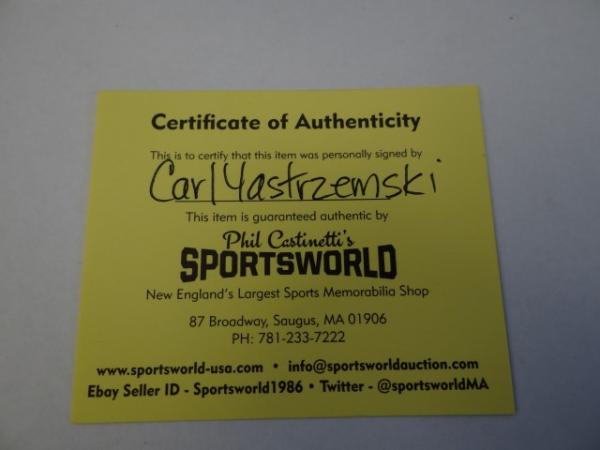 Certificate of Authenticity
This is to certify that this item was personally signed by
Carl Yastrzemski
This item is guaranteed authentic by
Phil Castinetti's
SPORTSWORLD
New England's Largest Sports Memorabilia Shop
87 Broadway, Saugus, MA 01906
PH: 781-233-7222
www.sportsworld-usa.com • info@sportsworldauction.com
Ebay Seller ID - Sportsworld1986 • Twitter - @sportsworldMA